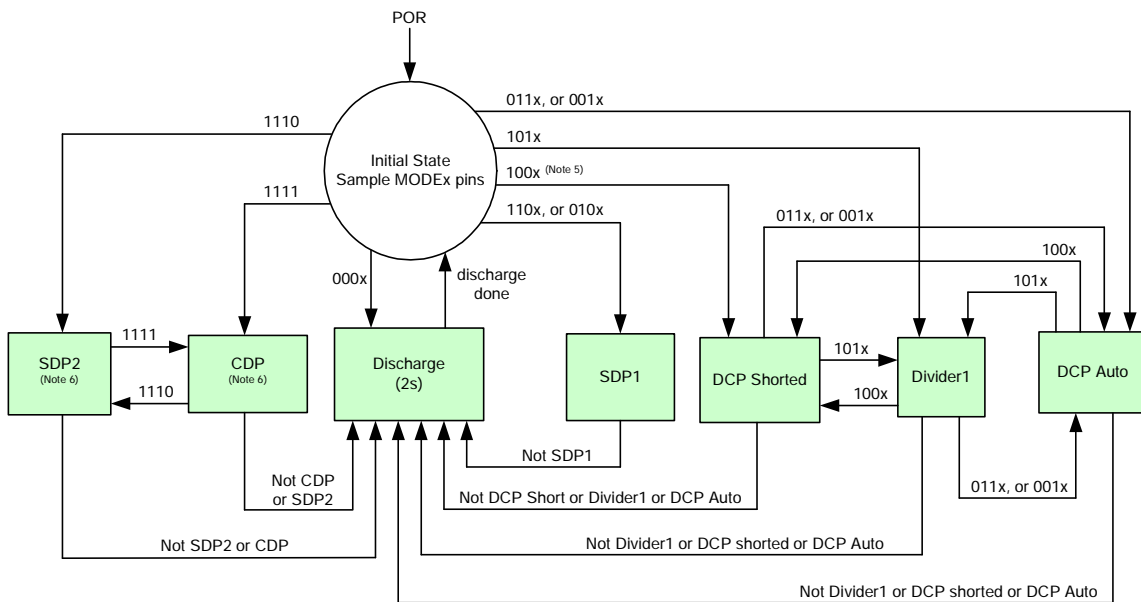 POR
011x, or 001x
1110
101x
Initial State
Sample MODEx pins
100x (Note 5)
1111
110x, or 010x
011x, or 001x
000x
discharge
done
100x
101x
1111
SDP2
(Note 6)
CDP
(Note 6)
Discharge
(2s)
SDP1
DCP Shorted
101x
Divider1
DCP Auto
1110
100x
Not SDP1
Not CDP
or SDP2
Not DCP Short or Divider1 or DCP Auto
011x, or 001x
Not SDP2 or CDP
Not Divider1 or DCP shorted or DCP Auto
Not Divider1 or DCP shorted or DCP Auto